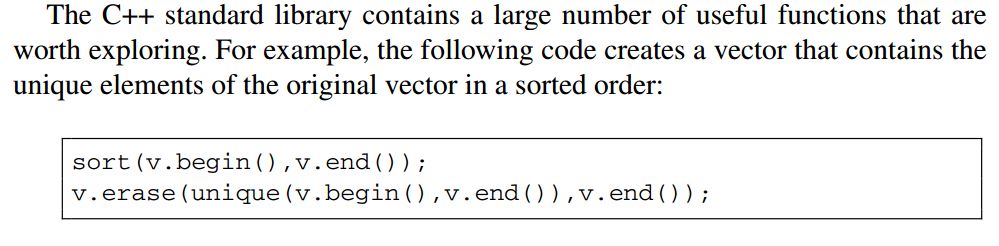 The C++ standard library contains a large number of useful functions that are
worth exploring. For example, the following code creates a vector that contains the
unique elements of the original vector in a sorted order:
sort(v.begin(),v.end());
v.erase(unique(v.begin(),v.end()),v.end());